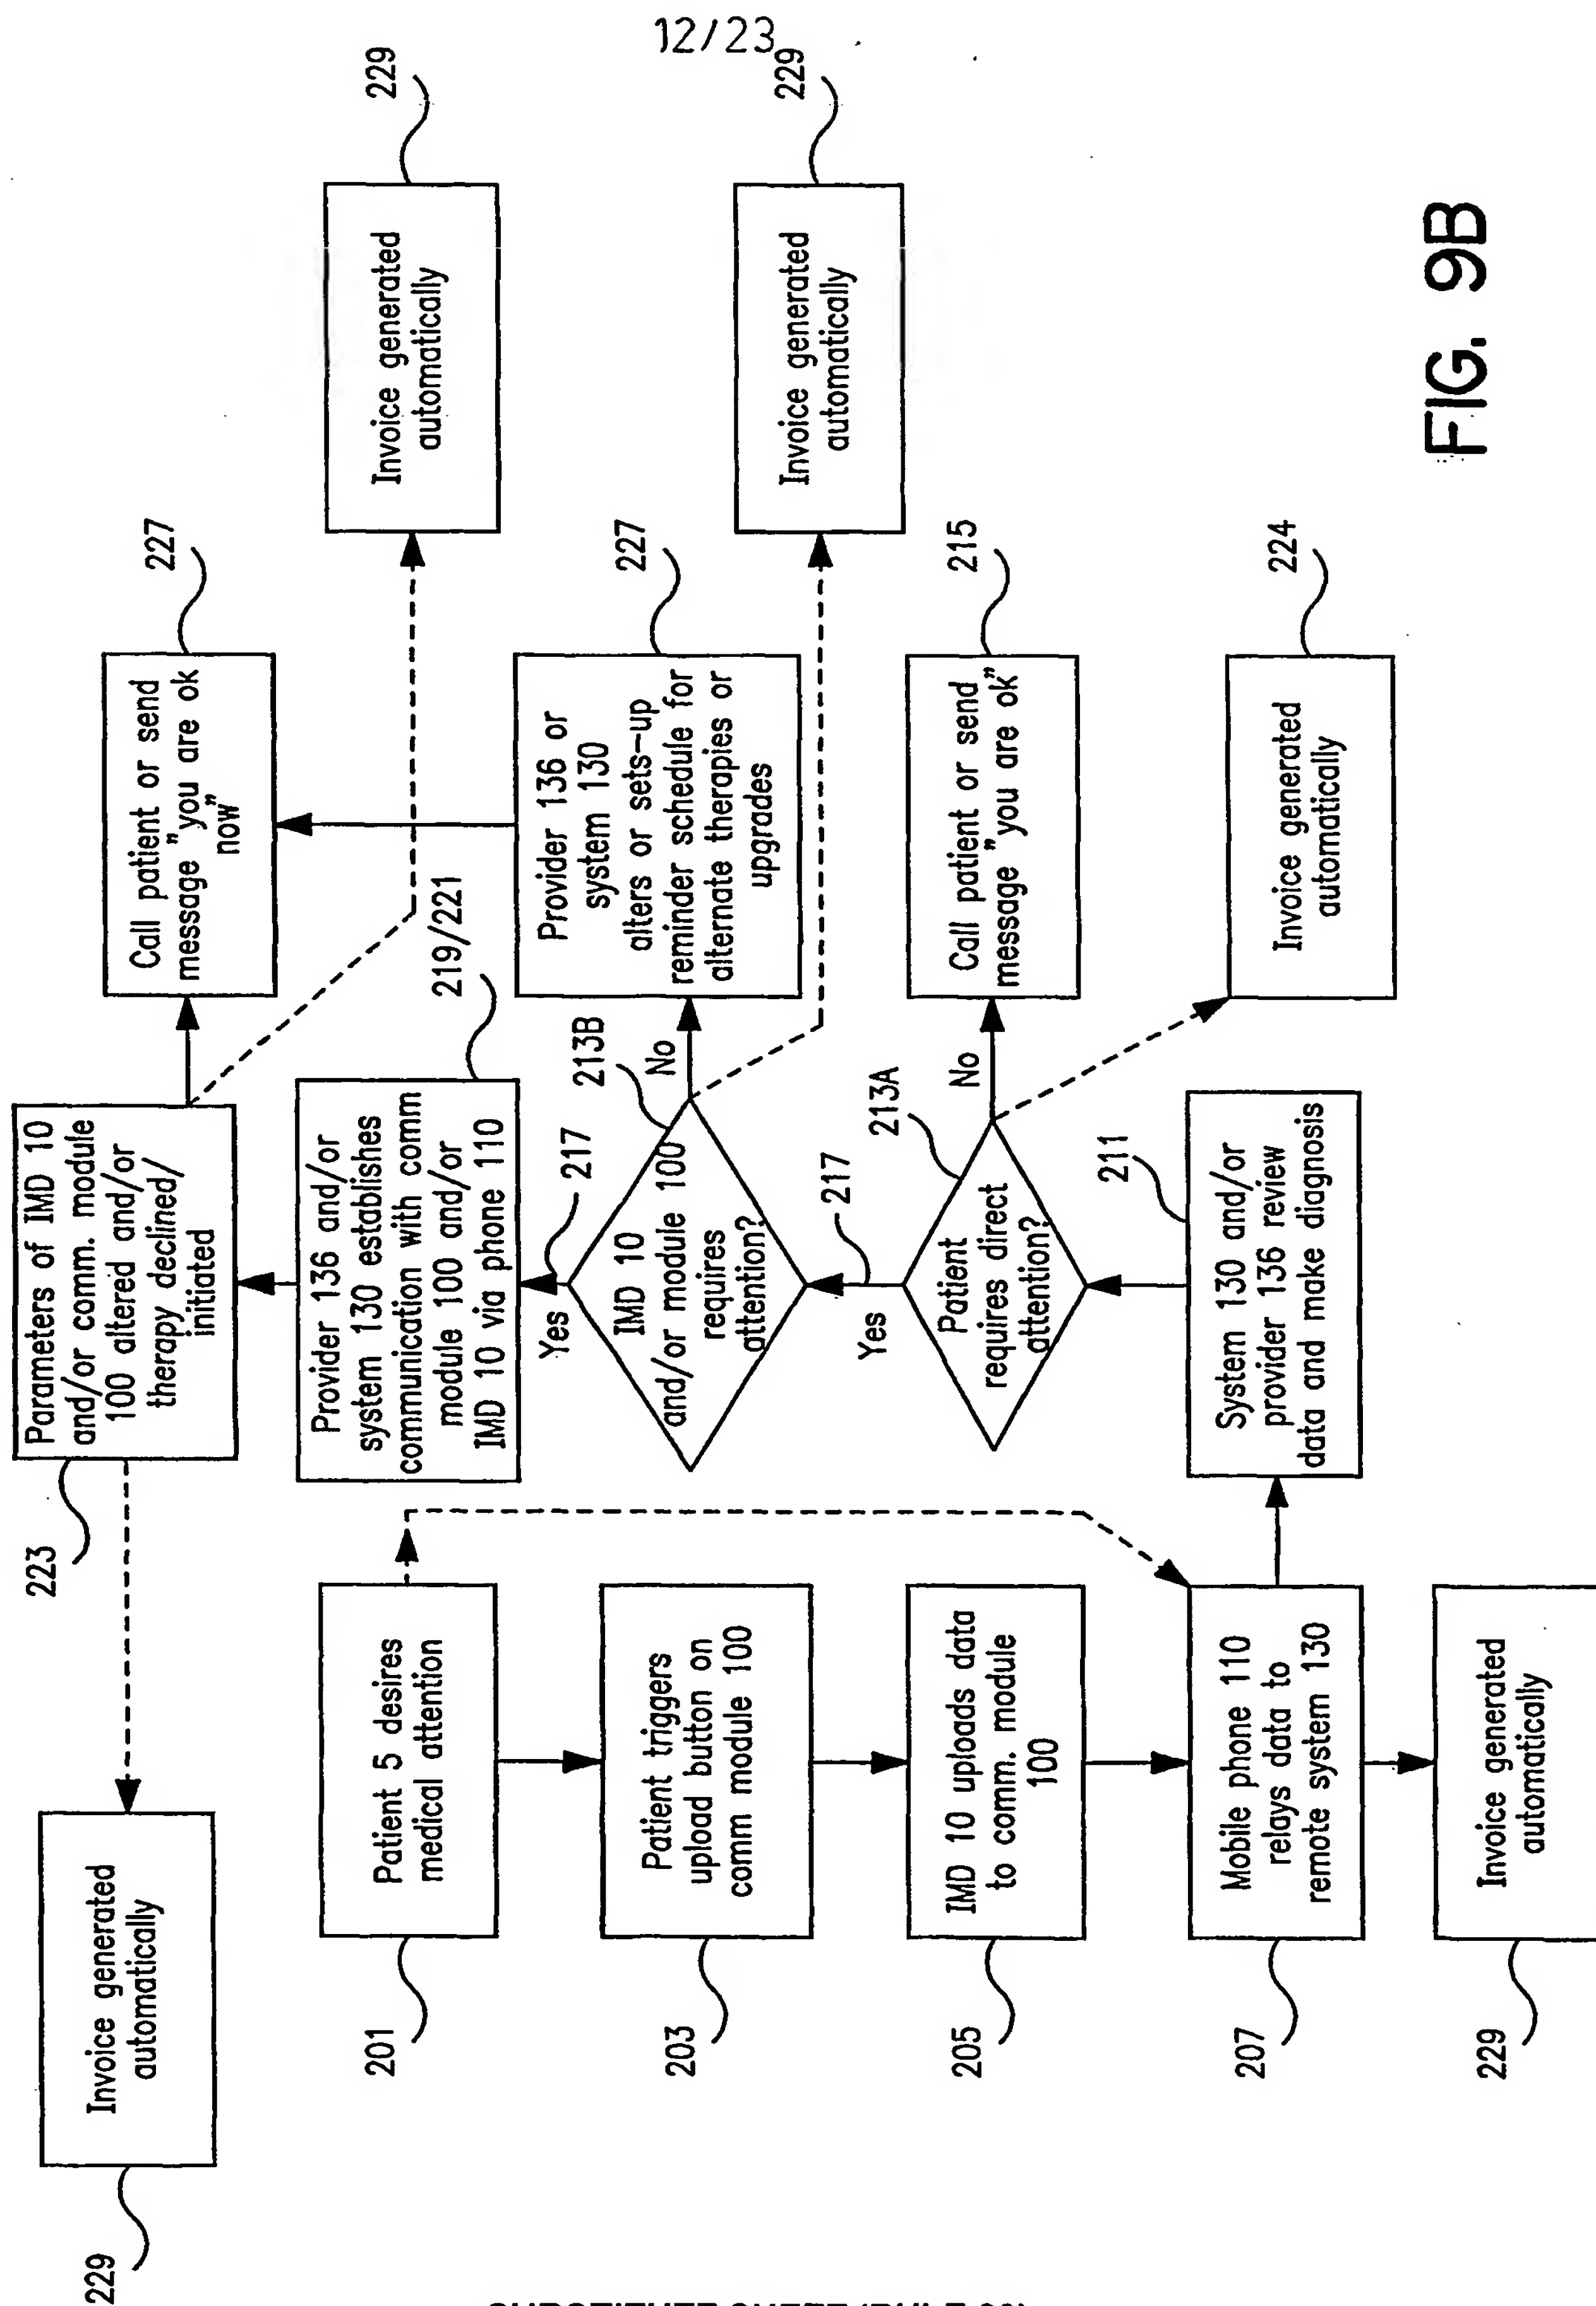 12/23
229
Invoice generated
automatically
223
Parameters of IMD 10
and/or comm. module
100 altered and/or
therapy declined/
initiated
227
Call patient or send
message "you are ok
now"
229
Invoice generated
automatically
219/221
Provider 136 and/or
system 130 establishes
communication with comm
module 100 and/or
IMD 10 via phone 110
217
Yes
213B
IMD 10
and/or module 100
requires
attention?
No
227
Provider 136 or
system 130
alters or sets-up
reminder schedule for
alternate therapies or
upgrades
229
Invoice generated
automatically
217
Yes
213A
Patient
requires direct
attention?
No
215
Call patient or send
message "you are ok"
224
Invoice generated
automatically
211
System 130 and/or
provider 136 review
data and make diagnosis
201
Patient 5 desires
medical attention
203
Patient triggers
upload button on
comm module 100
205
IMD 10 uploads data
to comm. module
100
207
Mobile phone 110
relays data to
remote system 130
229
Invoice generated
automatically
FIG. 9B